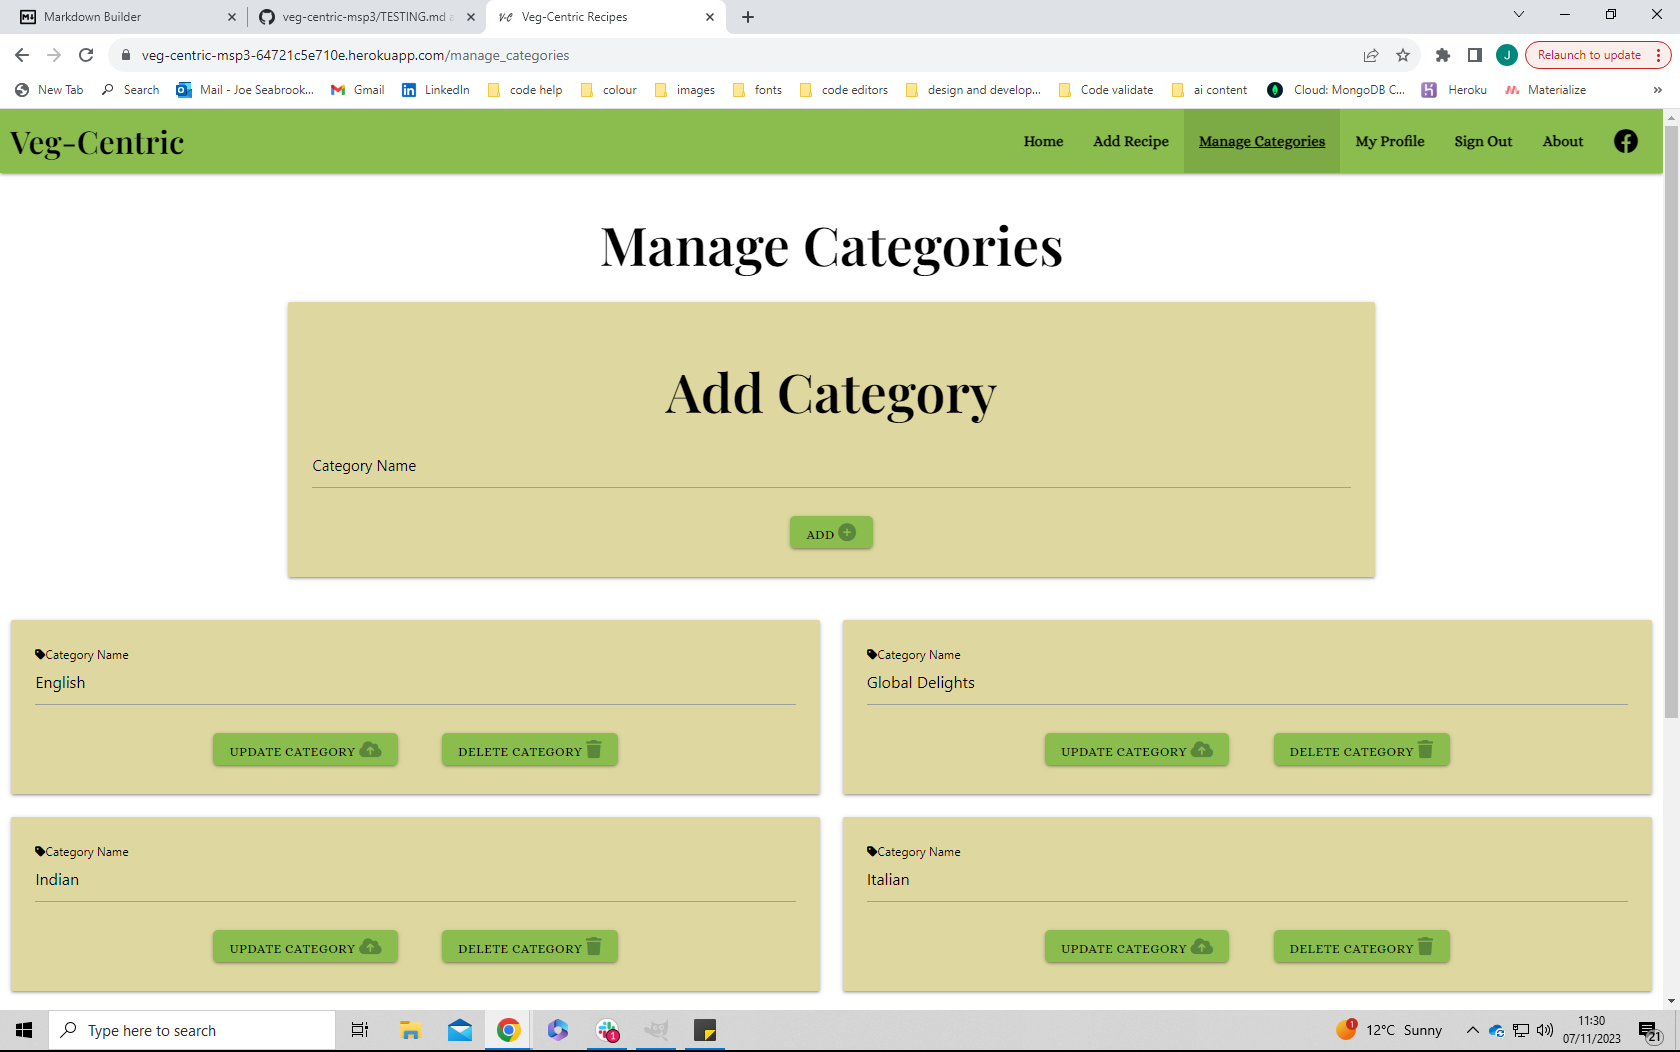 Markdown Builder
veg-centric-msp3/TESTING.md a
Veg-Centric Recipes
veg-centric-msp3-64721c5e710e.herokuapp.com/manage_categories
J
Relaunch to update
New Tab
Search
Mail - Joe Seabrook...
Gmail
LinkedIn
code help
colour
images
fonts
code editors
design and develop...
Code validate
ai content
Cloud: MongoDB C...
Heroku
Materialize
»
Veg-Centric
Home
Add Recipe
Manage Categories
My Profile
Sign Out
About
Manage Categories
Add Category
Category Name
ADD
Category Name
English
UPDATE CATEGORY
DELETE CATEGORY
Category Name
Global Delights
UPDATE CATEGORY
DELETE CATEGORY
Category Name
Indian
UPDATE CATEGORY
DELETE CATEGORY
Category Name
Italian
UPDATE CATEGORY
DELETE CATEGORY
Type here to search
1
1
12°C Sunny
11:30
07/11/2023
21